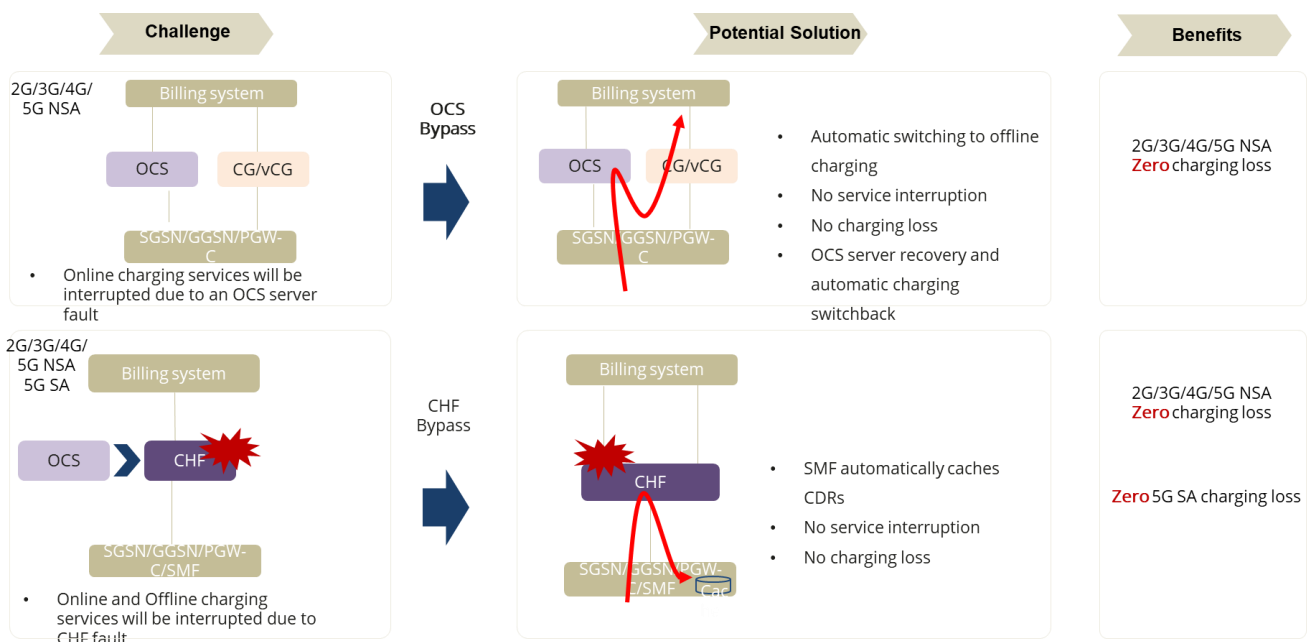 Challenge
Potential Solution
Benefits
2G/3G/4G/
5G NSA
Billing system
OCS
CG/vCG
SGSN/GGSN/PGW-
C
• Online charging services will be
interrupted due to an OCS server
fault
OCS
Bypass
Billing system
OCS
CG/vCG
SGSN/GGSN/PGW-
C
• Automatic switching to offline
charging
• No service interruption
• No charging loss
• OCS server recovery and
automatic charging
switchback
2G/3G/4G/5G NSA
Zero charging loss
2G/3G/4G/
5G NSA
5G SA
Billing system
OCS
CHF
SGSN/GGSN/PGW-
C/SMF
• Online and Offline charging
services will be interrupted due to
CHF fault
CHF
Bypass
Billing system
CHF
SGSN/GGSN/PGW-
C/SMF
Cac
• SMF automatically caches
CDRs
• No service interruption
• No charging loss
2G/3G/4G/5G NSA
Zero charging loss
Zero 5G SA charging loss